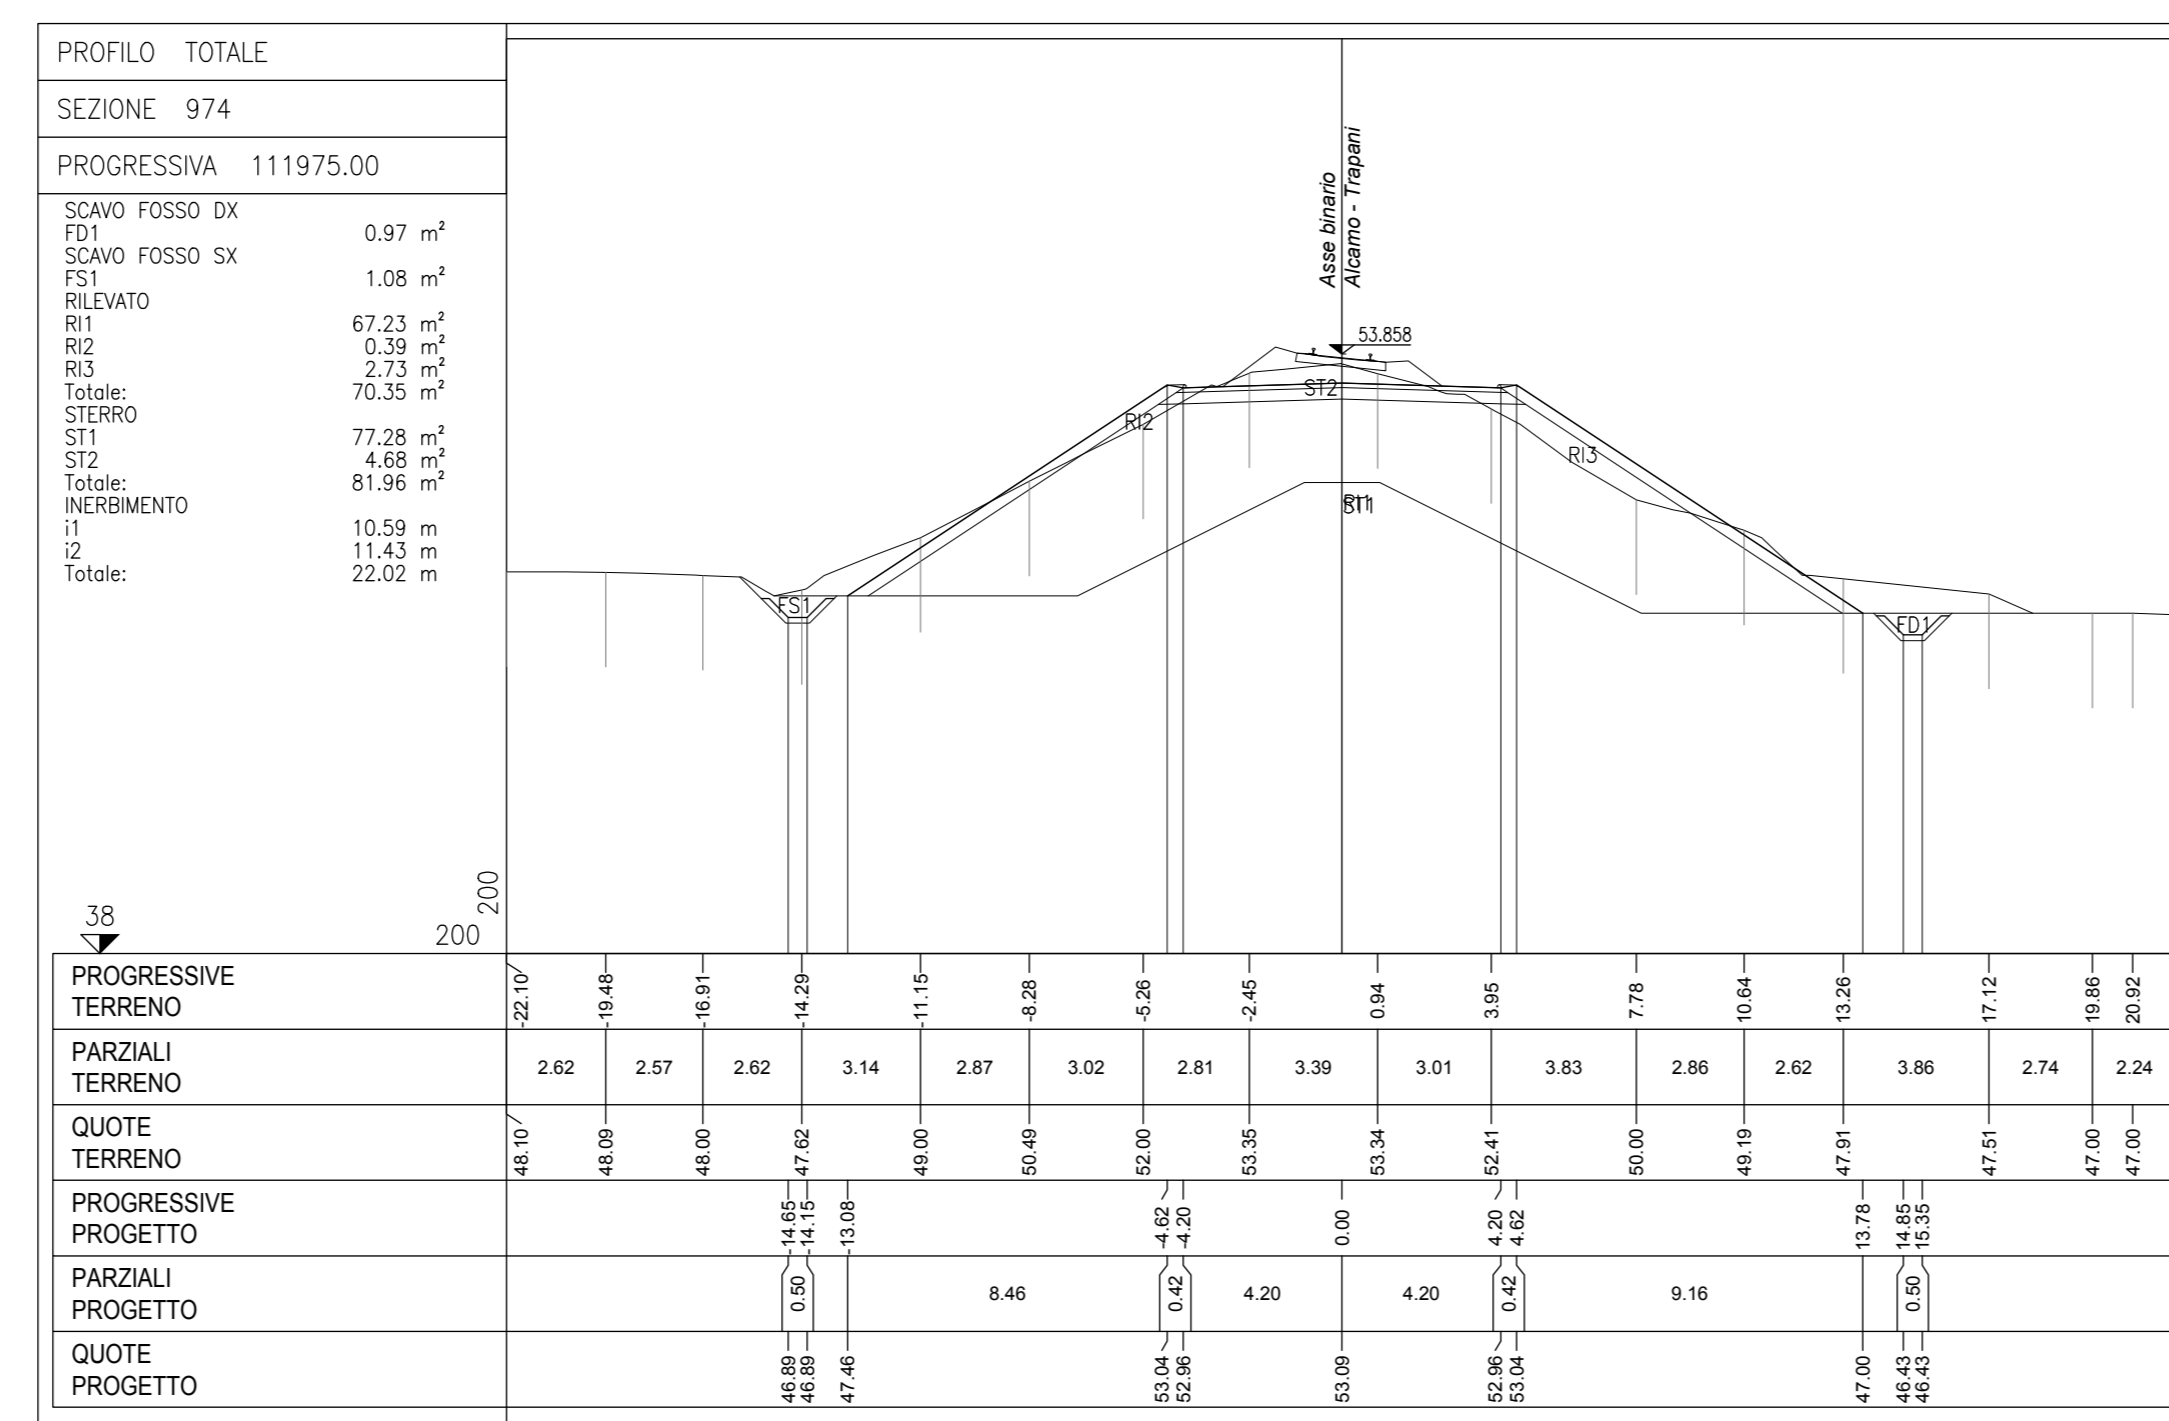 PROFILO TOTALE
SEZIONE 974
PROGRESSIVA 111975.00
SCAVO FOSSO DX
FD1 0.97 m²
SCAVO FOSSO SX
FS1 1.08 m²
RILEVATO
RI1 67.23 m²
RI2 0.39 m²
RI3 2.73 m²
Totale: 70.35 m²
STERRO
ST1 77.28 m²
ST2 4.68 m²
Totale: 81.96 m²
INERBIMENTO
i1 10.59 m
i2 11.43 m
Totale: 22.02 m
200
38
200
Asse binario
Alcamo - Trapani
53.858
ST2
RI2
RI3
RI1
ST1
FS1
FD1
PROGRESSIVE
TERRENO
-22.10 -19.48 -16.91 -14.29 -11.15 -8.28 -5.26 -2.45 0.94 3.95 7.78 10.64 13.26 17.12 19.86 20.92
PARZIALI
TERRENO
2.62 2.57 2.62 3.14 2.87 3.02 2.81 3.39 3.01 3.83 2.86 2.62 3.86 2.74 2.24
QUOTE
TERRENO
48.10 48.09 48.00 47.62 49.00 50.49 52.00 53.35 53.34 52.41 50.00 49.19 47.91 47.51 47.00 47.00
PROGRESSIVE
PROGETTO
-14.65 -14.15 -13.08 -4.62 -4.20 0.00 4.20 4.62 13.78 14.85 15.35
PARZIALI
PROGETTO
0.50 8.46 0.42 4.20 4.20 0.42 9.16 0.50
QUOTE
PROGETTO
46.89 46.89 47.46 53.04 52.96 53.09 52.96 53.04 47.00 46.43 46.43